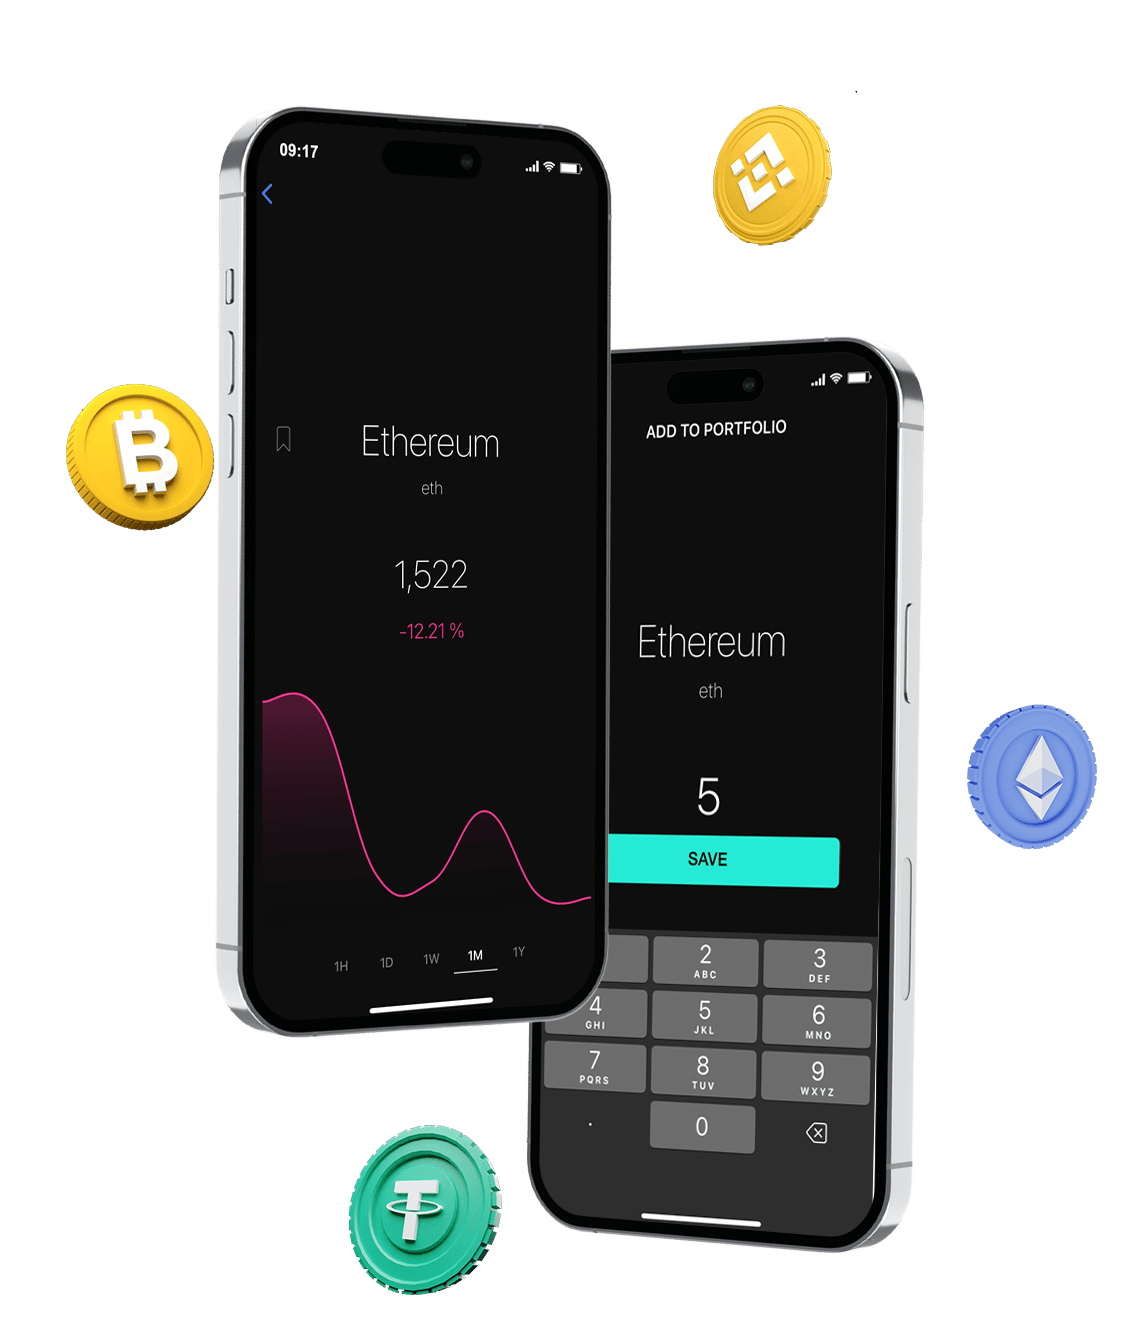 09:17
Ethereum
eth
1,522
-12.21 %
1H 1D 1W 1M 1Y
ADD TO PORTFOLIO
Ethereum
eth
5
SAVE
2 3
ABC DEF
4 5 6
GHI JKL MNO
7 8 9
PQRS TUV WXYZ
. 0